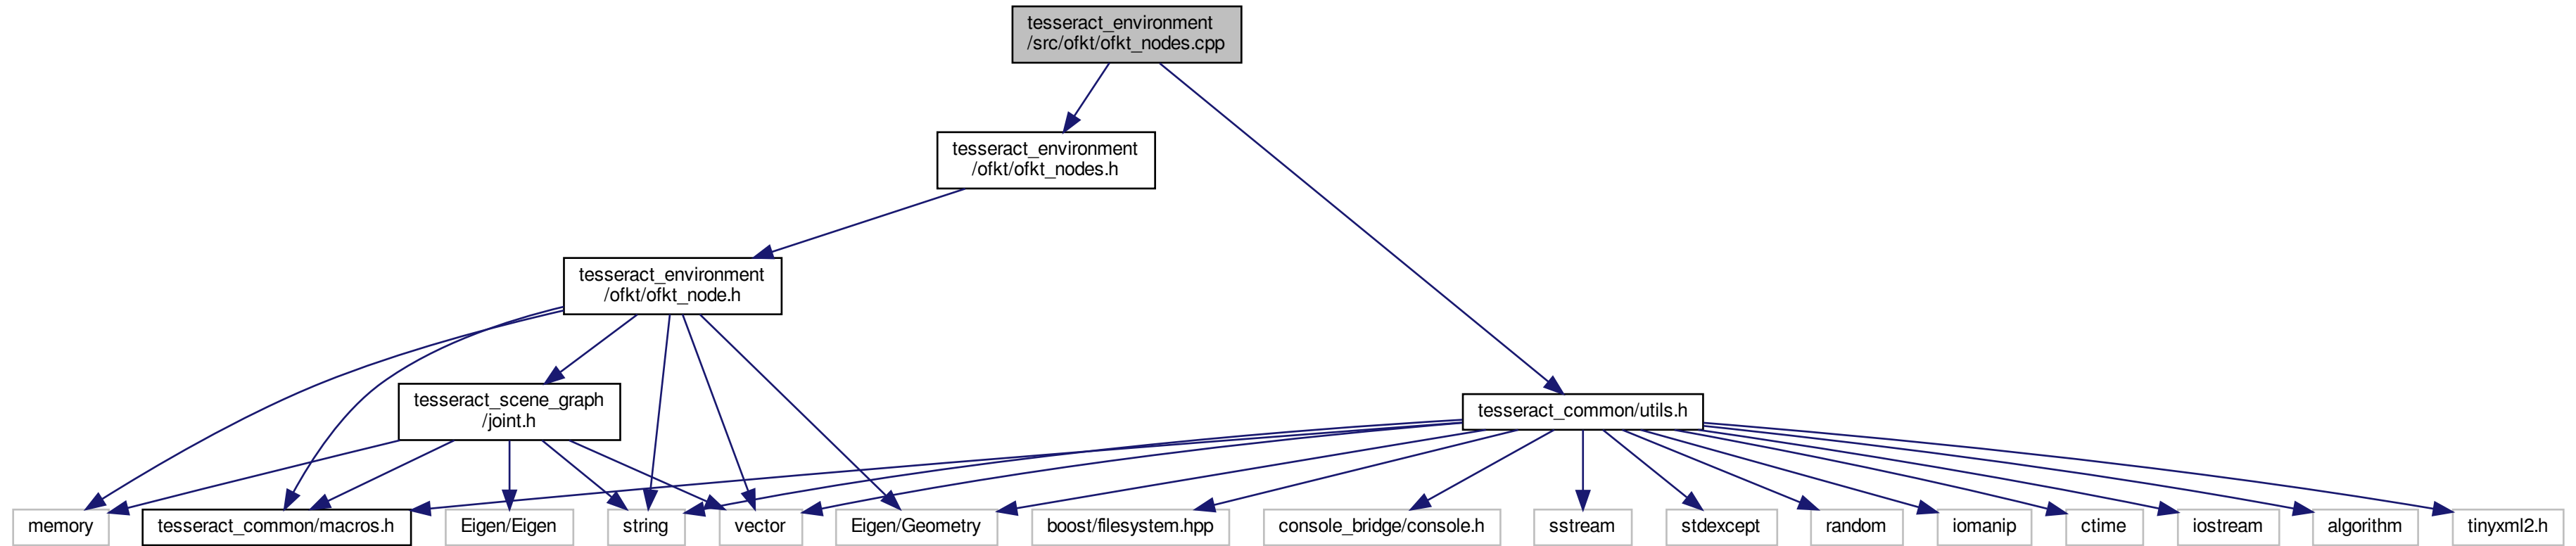 tesseract_environment
/src/ofkt/ofkt_nodes.cpp
tesseract_environment
/ofkt/ofkt_nodes.h
tesseract_environment
/ofkt/ofkt_node.h
tesseract_scene_graph
/joint.h
tesseract_common/utils.h
memory
tesseract_common/macros.h
Eigen/Eigen
string
vector
Eigen/Geometry
boost/filesystem.hpp
console_bridge/console.h
sstream
stdexcept
random
iomanip
ctime
iostream
algorithm
tinyxml2.h